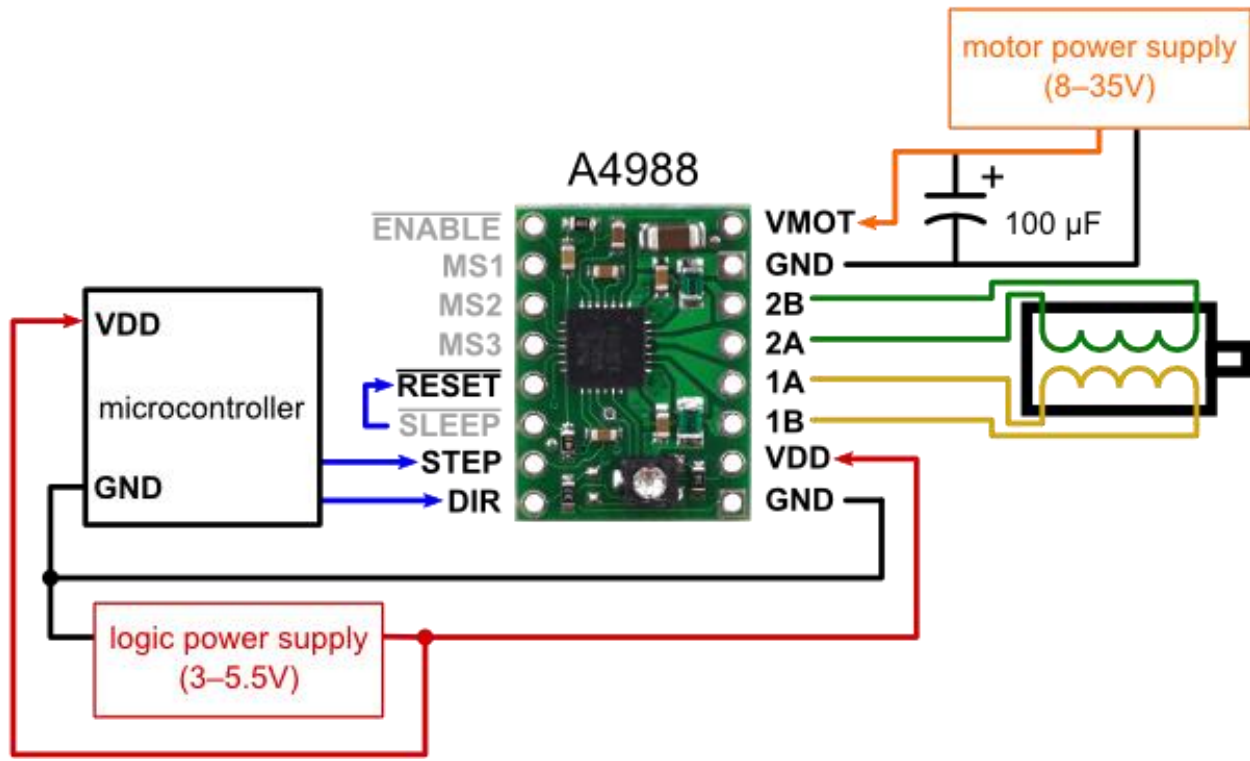 motor power supply
(8–35V)
A4988
ENABLE
MS1
MS2
MS3
RESET
SLEEP
STEP
DIR
VMOT
GND
2B
2A
1A
1B
VDD
GND
+
100 µF
VDD
microcontroller
GND
logic power supply
(3–5.5V)